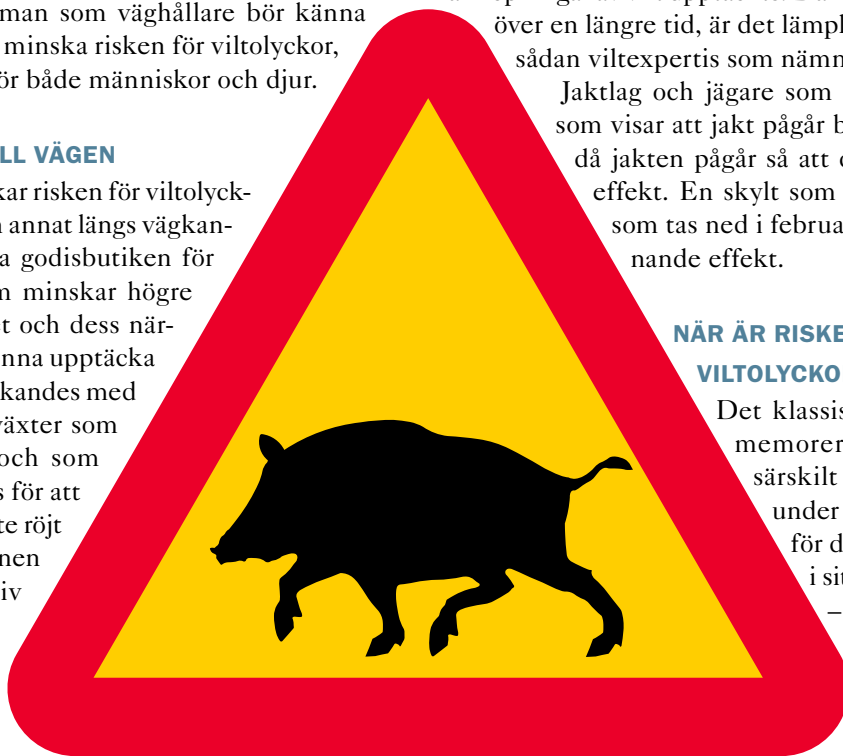 man som väghållare bör känna
minska risken för viltolyckor,
ör både människor och djur.
LL VÄGEN
kar risken för viltolyck-
annat längs vägkan-
a godisbutiken för
m minskar högre
et och dess när-
nna upptäcka
kandes med
växter som
och som
s för att
te röjt
nen
iv
över en längre tid, är det lämpl
sådan viltexpertis som nämn
Jaktlag och jägare som
som visar att jakt pågår b
då jakten pågår så att d
effekt. En skylt som
som tas ned i februa
nande effekt.
NÄR ÄR RISKE
VILTOLYCKO
Det klassis
memorer
särskilt
under
för d
i sit
–